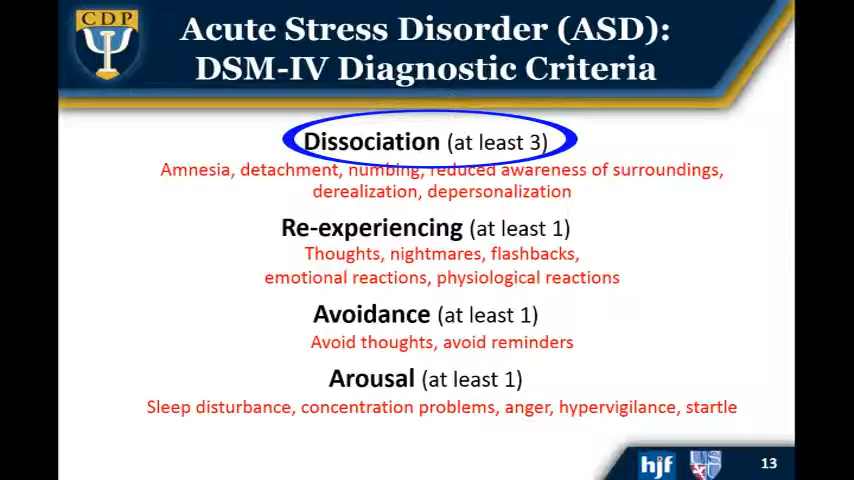 CDP
Acute Stress Disorder (ASD):
DSM-IV Diagnostic Criteria
Dissociation (at least 3)
Amnesia, detachment, numbing, reduced awareness of surroundings,
derealization, depersonalization
Re-experiencing (at least 1)
Thoughts, nightmares, flashbacks,
emotional reactions, physiological reactions
Avoidance (at least 1)
Avoid thoughts, avoid reminders
Arousal (at least 1)
Sleep disturbance, concentration problems, anger, hypervigilance, startle
hjf
13